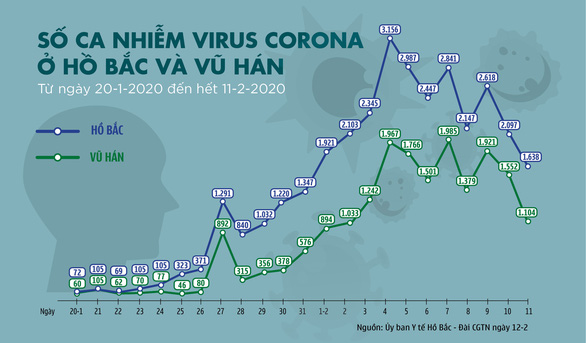 SỐ CA NHIỄM VIRUS CORONA
Ở HỒ BẮC VÀ VŨ HÁN
Từ ngày 20-1-2020 đến hết 11-2-2020
HỒ BẮC
VŨ HÁN
72 105 69 105 105 323 371 1.291 840 1.032 1.220 1.347 1.921 2.103 2.345 3.156 2.987 2.447 2.841 2.147 2.618 2.097 1.638
60 105 62 70 77 46 80 892 315 356 378 576 894 1.033 1.242 1.967 1.766 1.501 1.985 1.379 1.921 1.552 1.104
Ngày 20-1 21 22 23 24 25 26 27 28 29 30 31 1-2 2 3 4 5 6 7 8 9 10 11
Nguồn: Ủy ban Y tế Hồ Bắc - Đài CGTN ngày 12-2